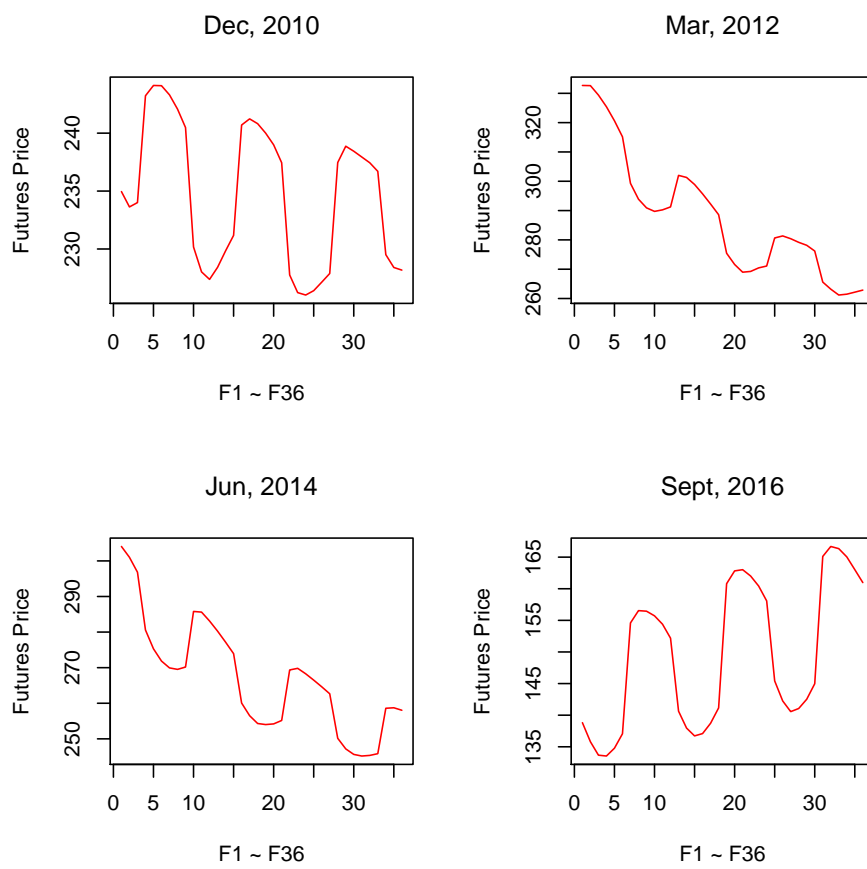 Dec, 2010
Futures Price
230 235 240
0 5 10 20 30
F1 ~ F36
Mar, 2012
Futures Price
260 280 300 320
0 5 10 20 30
F1 ~ F36
Jun, 2014
Futures Price
250 270 290
0 5 10 20 30
F1 ~ F36
Sept, 2016
Futures Price
135 145 155 165
0 5 10 20 30
F1 ~ F36